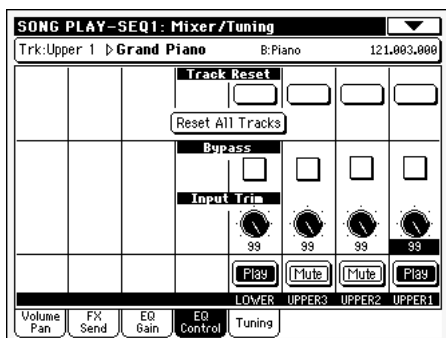 SONG PLAY-SEQ1: Mixer/Tuning
Trk:Upper 1 ▷Grand Piano B:Piano 121.003.000
Track Reset
Reset All Tracks
Bypass
Input Trim
99 99 99 99
Play Mute Mute Play
LOWER UPPER3 UPPER2 UPPER1
Volume Pan FX Send EQ Gain EQ Control Tuning